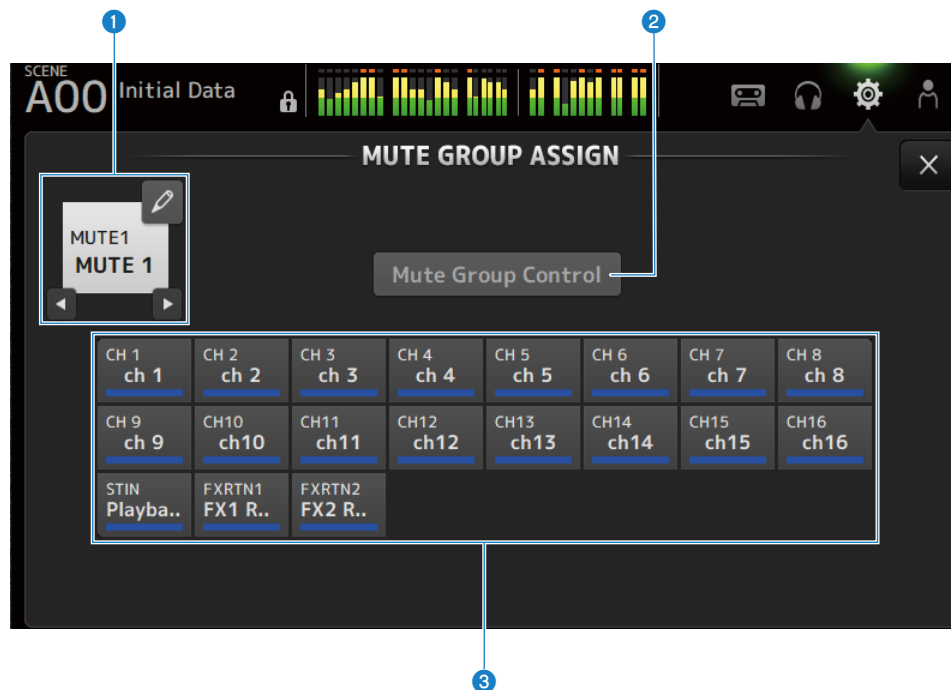 1
2
SCENE
A00 Initial Data
MUTE GROUP ASSIGN
MUTE1
MUTE 1
Mute Group Control
CH 1 CH 2 CH 3 CH 4 CH 5 CH 6 CH 7 CH 8
ch 1 ch 2 ch 3 ch 4 ch 5 ch 6 ch 7 ch 8
CH 9 CH10 CH11 CH12 CH13 CH14 CH15 CH16
ch 9 ch10 ch11 ch12 ch13 ch14 ch15 ch16
STIN FXRTN1 FXRTN2
Playba.. FX1 R.. FX2 R..
3